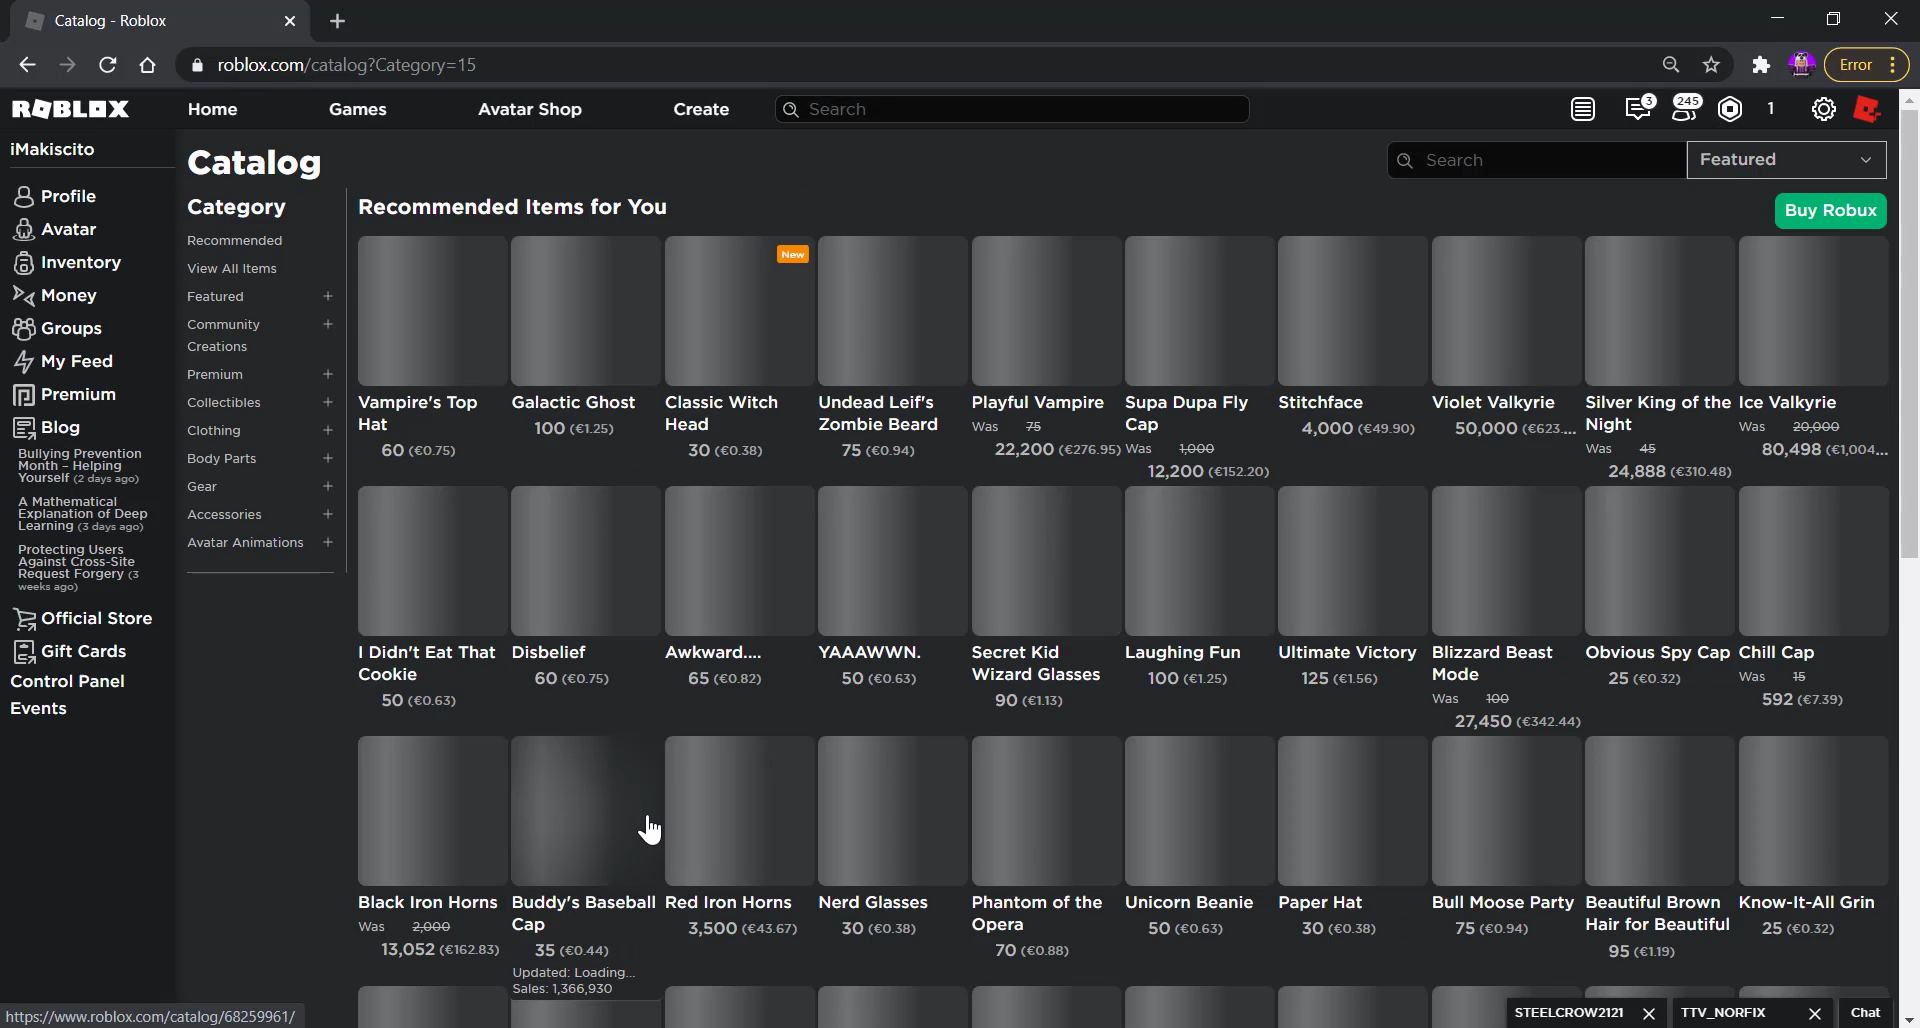 Catalog - Roblox
roblox.com/catalog?Category=15
Error
ROBLOX
Home
Games
Avatar Shop
Create
Search
3
245
1
iMakiscito
Profile
Avatar
Inventory
Money
Groups
My Feed
Premium
Blog
Bullying Prevention
Month – Helping
Yourself (2 days ago)
A Mathematical
Explanation of Deep
Learning (3 days ago)
Protecting Users
Against Cross-Site
Request Forgery (3
weeks ago)
Official Store
Gift Cards
Control Panel
Events
Catalog
Search
Featured
Category
Recommended
View All Items
Featured +
Community +
Creations
Premium +
Collectibles +
Clothing +
Body Parts +
Gear +
Accessories +
Avatar Animations +
Recommended Items for You
Buy Robux
Vampire's Top
Hat
60 (€0.75)
Galactic Ghost
100 (€1.25)
New
Classic Witch
Head
30 (€0.38)
Undead Leif's
Zombie Beard
75 (€0.94)
Playful Vampire
Was 75
22,200 (€276.95)
Supa Dupa Fly
Cap
Was 1,000
12,200 (€152.20)
Stitchface
4,000 (€49.90)
Violet Valkyrie
50,000 (€623....
Silver King of the
Night
Was 45
24,888 (€310.48)
Ice Valkyrie
Was 20,000
80,498 (€1,004...
I Didn't Eat That
Cookie
50 (€0.63)
Disbelief
60 (€0.75)
Awkward....
65 (€0.82)
YAAAWWN.
50 (€0.63)
Secret Kid
Wizard Glasses
90 (€1.13)
Laughing Fun
100 (€1.25)
Ultimate Victory
125 (€1.56)
Blizzard Beast
Mode
Was 100
27,450 (€342.44)
Obvious Spy Cap
25 (€0.32)
Chill Cap
Was 15
592 (€7.39)
Black Iron Horns
Was 2,000
13,052 (€162.83)
Buddy's Baseball
Cap
35 (€0.44)
Updated: Loading...
Sales: 1,366,930
Red Iron Horns
3,500 (€43.67)
Nerd Glasses
30 (€0.38)
Phantom of the
Opera
70 (€0.88)
Unicorn Beanie
50 (€0.63)
Paper Hat
30 (€0.38)
Bull Moose Party
75 (€0.94)
Beautiful Brown
Hair for Beautiful
95 (€1.19)
Know-It-All Grin
25 (€0.32)
https://www.roblox.com/catalog/68259961/
STEELCROW2121
TTV_NORFIX
Chat